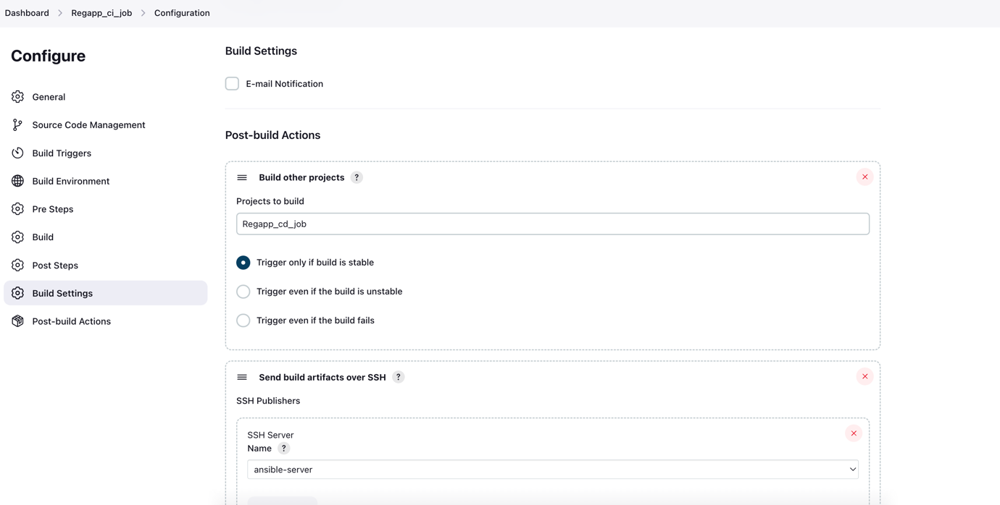 Dashboard > Regapp_ci_job > Configuration
Configure
General
Source Code Management
Build Triggers
Build Environment
Pre Steps
Build
Post Steps
Build Settings
Post-build Actions
Build Settings
E-mail Notification
Post-build Actions
Build other projects ?
Projects to build
Regapp_cd_job
Trigger only if build is stable
Trigger even if the build is unstable
Trigger even if the build fails
Send build artifacts over SSH ?
SSH Publishers
SSH Server
Name ?
ansible-server